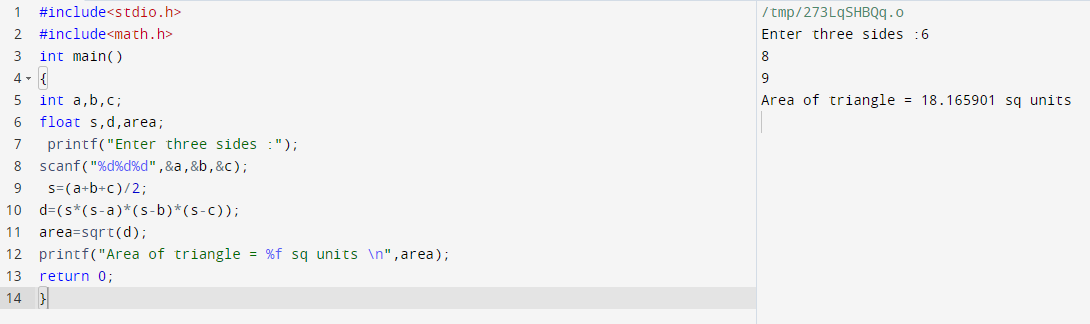 1 #include<stdio.h>
2 #include<math.h>
3 int main()
4 {
5 int a,b,c;
6 float s,d,area;
7 printf("Enter three sides :");
8 scanf("%d%d%d",&a,&b,&c);
9 s=(a+b+c)/2;
10 d=(s*(s-a)*(s-b)*(s-c));
11 area=sqrt(d);
12 printf("Area of triangle = %f sq units \n",area);
13 return 0;
14 }
/tmp/273LqSHBQq.o
Enter three sides :6
8
9
Area of triangle = 18.165901 sq units